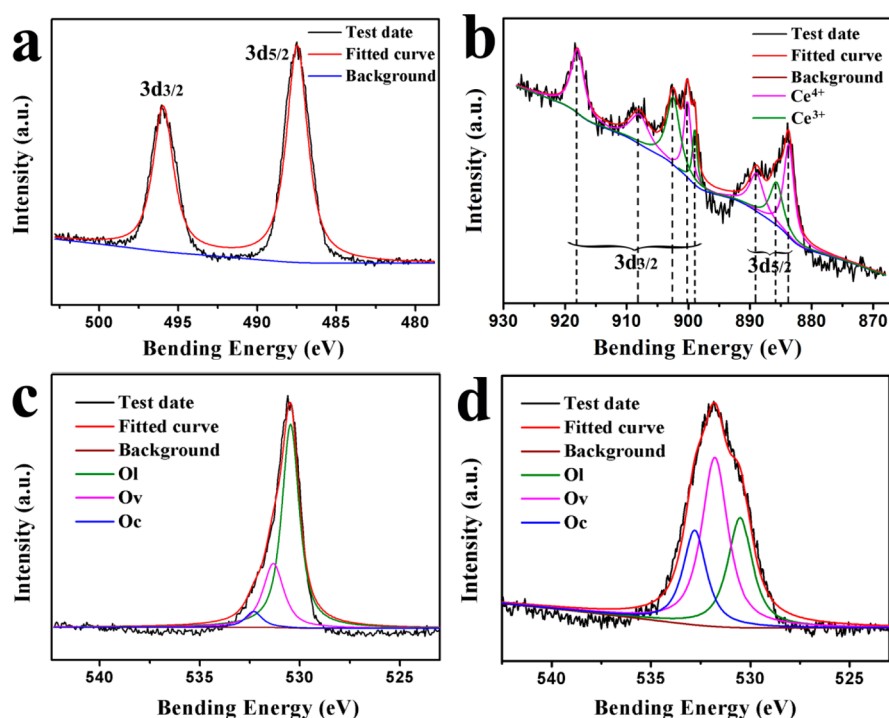 a
3d3/2
3d5/2
Test date
Fitted curve
Background
Intensity (a.u.)
500 495 490 485 480
Bending Energy (eV)
b
Test date
Fitted curve
Background
Ce4+
Ce3+
3d3/2
3d5/2
Intensity (a.u.)
930 920 910 900 890 880 870
Bending Energy (eV)
c
Test date
Fitted curve
Background
Ol
Ov
Oc
Intensity (a.u.)
540 535 530 525
Bending Energy (eV)
d
Test date
Fitted curve
Background
Ol
Ov
Oc
Intensity (a.u.)
540 535 530 525
Bending Energy (eV)